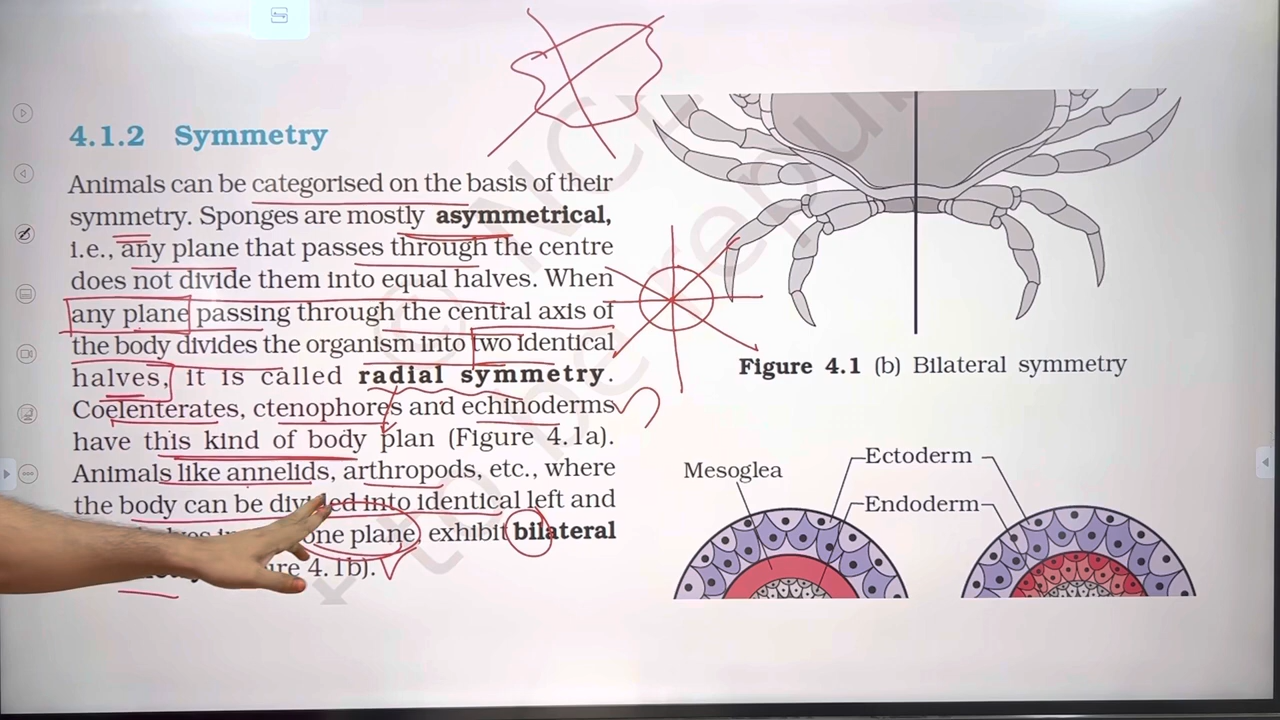 4.1.2 Symmetry
Animals can be categorised on the basis of their
symmetry. Sponges are mostly asymmetrical,
i.e., any plane that passes through the centre
does not divide them into equal halves. When
any plane passing through the central axis of
the body divides the organism into two identical
halves, it is called radial symmetry.
Coelenterates, ctenophores and echinoderms
have this kind of body plan (Figure 4.1a).
Animals like annelids, arthropods, etc., where
the body can be divided into identical left and
one plane, exhibit bilateral
4.1b).
Figure 4.1 (b) Bilateral symmetry
Mesoglea
Ectoderm
Endoderm